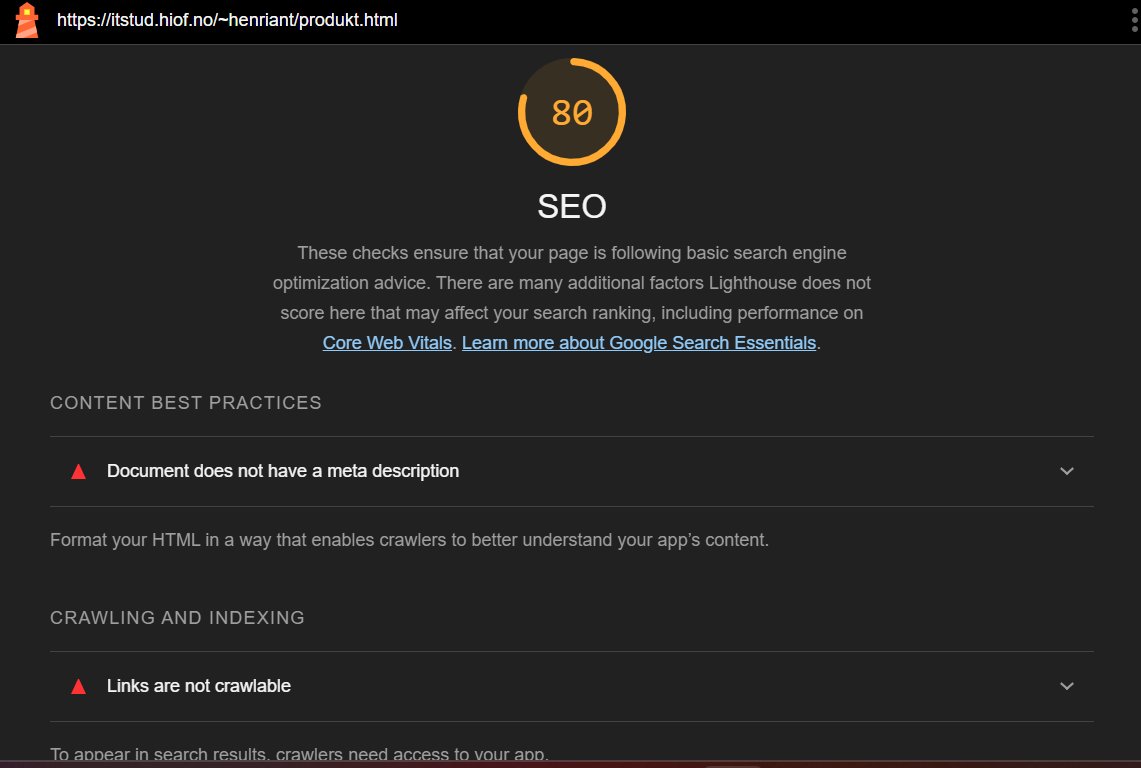 https://itstud.hiof.no/~henriant/produkt.html
80
SEO
These checks ensure that your page is following basic search engine
optimization advice. There are many additional factors Lighthouse does not
score here that may affect your search ranking, including performance on
Core Web Vitals. Learn more about Google Search Essentials.
CONTENT BEST PRACTICES
Document does not have a meta description
Format your HTML in a way that enables crawlers to better understand your app’s content.
CRAWLING AND INDEXING
Links are not crawlable
To appear in search results, crawlers need access to your app.